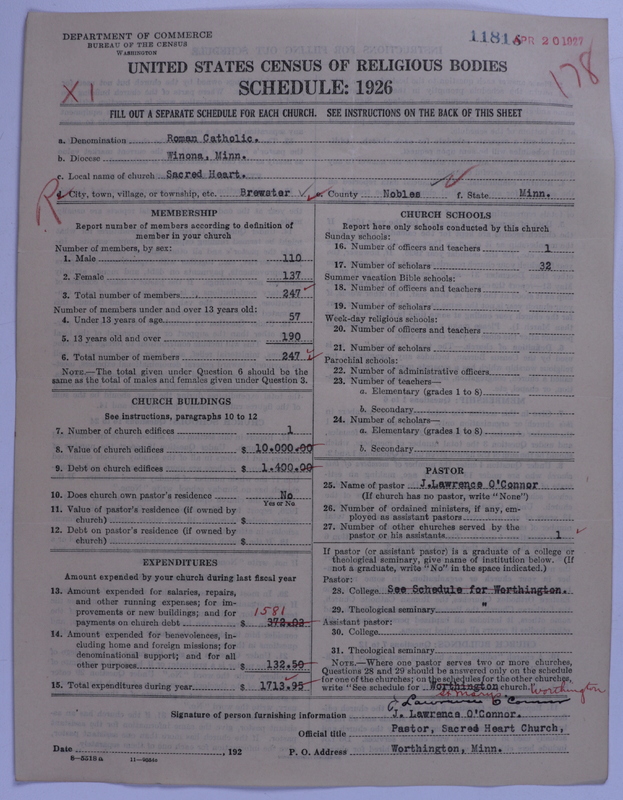 DEPARTMENT OF COMMERCE
BUREAU OF THE CENSUS
WASHINGTON
11818 APR 20 1927
178
UNITED STATES CENSUS OF RELIGIOUS BODIES
SCHEDULE: 1926
X1
FILL OUT A SEPARATE SCHEDULE FOR EACH CHURCH. SEE INSTRUCTIONS ON THE BACK OF THIS SHEET
a. Denomination Roman Catholic.
b. Diocese Winona, Minn.
c. Local name of church Sacred Heart.
d. City, town, village, or township, etc. Brewster e. County Nobles f. State Minn.
R
MEMBERSHIP
Report number of members according to definition of
member in your church
Number of members, by sex:
1. Male 110
2. Female 137
3. Total number of members 247
Number of members under and over 13 years old:
4. Under 13 years of age 57
5. 13 years old and over 190
6. Total number of members 247
NOTE.—The total given under Question 6 should be
same as the total of males and females given under Question 3.
CHURCH BUILDINGS
See instructions, paragraphs 10 to 12
7. Number of church edifices 1
8. Value of church edifices $ 10.000.00
9. Debt on church edifices $ 1.400.00
10. Does church own pastor's residence No
Yes or No
11. Value of pastor's residence (if owned by
church) $
12. Debt on pastor's residence (if owned by
church) $
EXPENDITURES
Amount expended by your church during last fiscal year
13. Amount expended for salaries, repairs,
and other running expenses; for im-
provements or new buildings; and for
payments on church debt $ 1581
14. Amount expended for benevolences, in-
cluding home and foreign missions; for
denominational support; and for all
other purposes $ 132.50
15. Total expenditures during year $ 1713.95
CHURCH SCHOOLS
Report here only schools conducted by this church
Sunday schools:
16. Number of officers and teachers 1
17. Number of scholars 32
Summer vacation Bible schools:
18. Number of officers and teachers
19. Number of scholars
Week-day religious schools:
20. Number of officers and teachers
21. Number of scholars
Parochial schools:
22. Number of administrative officers
23. Number of teachers—
a. Elementary (grades 1 to 8)
b. Secondary
24. Number of scholars—
a. Elementary (grades 1 to 8)
b. Secondary
PASTOR
25. Name of pastor J. Lawrence O'Connor
(If church has no pastor, write "None")
26. Number of ordained ministers, if any, em-
ployed as assistant pastors
27. Number of other churches served by the
pastor or his assistants 1
If pastor (or assistant pastor) is a graduate of a college or
theological seminary, give name of institution below. (If
not a graduate, write "No" in the space indicated.)
Pastor:
28. College See Schedule for Worthington.
29. Theological seminary "
Assistant pastor:
30. College
31. Theological seminary
NOTE.—Where one pastor serves two or more churches,
Questions 28 and 29 should be answered only on the schedule
for one of the churches; on the schedules for the other churches,
write "See schedule for Worthington church."
St Marys Worthington
J. Lawrence O'Connor
Signature of person furnishing information J. Lawrence O'Connor.
Official title Pastor, Sacred Heart Church,
Date , 192 P. O. Address Worthington, Minn.
8-5518a